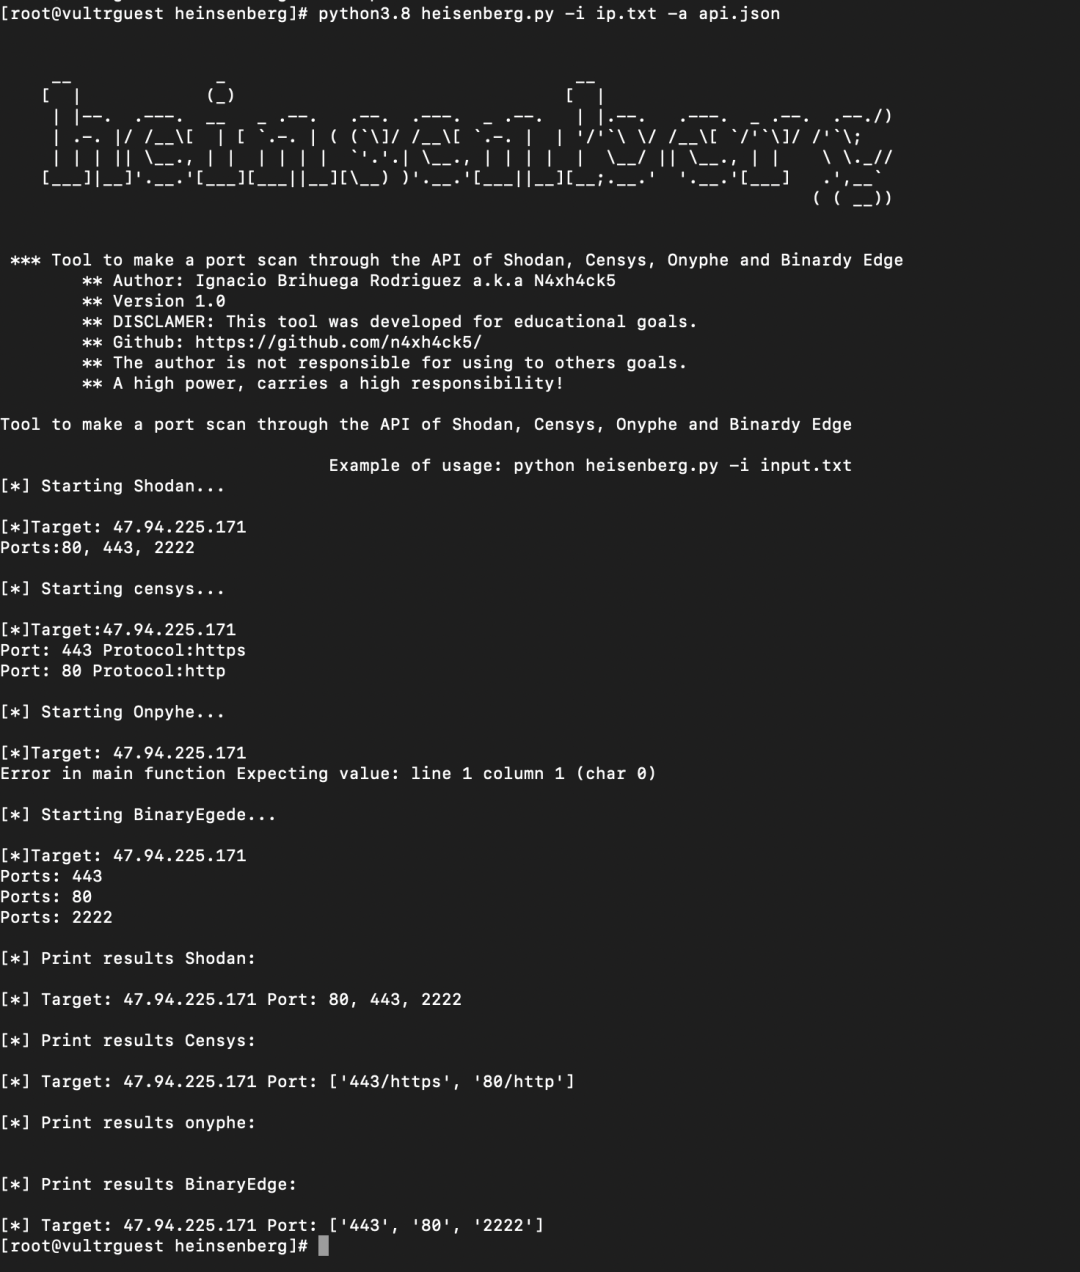 [root@vultrguest heinsenberg]# python3.8 heisenberg.py -i ip.txt -a api.json
heinsenberg
*** Tool to make a port scan through the API of Shodan, Censys, Onyphe and Binardy Edge
** Author: Ignacio Brihuega Rodriguez a.k.a N4xh4ck5
** Version 1.0
** DISCLAMER: This tool was developed for educational goals.
** Github: https://github.com/n4xh4ck5/
** The author is not responsible for using to others goals.
** A high power, carries a high responsibility!
Tool to make a port scan through the API of Shodan, Censys, Onyphe and Binardy Edge
Example of usage: python heisenberg.py -i input.txt
[*] Starting Shodan...
[*]Target: 47.94.225.171
Ports:80, 443, 2222
[*] Starting censys...
[*]Target:47.94.225.171
Port: 443 Protocol:https
Port: 80 Protocol:http
[*] Starting Onpyhe...
[*]Target: 47.94.225.171
Error in main function Expecting value: line 1 column 1 (char 0)
[*] Starting BinaryEgede...
[*]Target: 47.94.225.171
Ports: 443
Ports: 80
Ports: 2222
[*] Print results Shodan:
[*] Target: 47.94.225.171 Port: 80, 443, 2222
[*] Print results Censys:
[*] Target: 47.94.225.171 Port: ['443/https', '80/http']
[*] Print results onyphe:
[*] Print results BinaryEdge:
[*] Target: 47.94.225.171 Port: ['443', '80', '2222']
[root@vultrguest heinsenberg]#